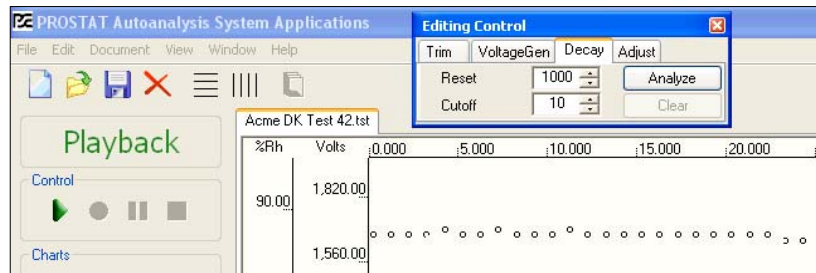 PROSTAT Autoanalysis System Applications
File Edit Document View Window Help
Editing Control
Trim VoltageGen Decay Adjust
Reset 1000 Analyze
Cutoff 10 Clear
Acme DK Test 42.tst
Playback
%Rh Volts 0.000 5.000 10.000 15.000 20.000
Control
90.00 1,820.00
1,560.00
Charts